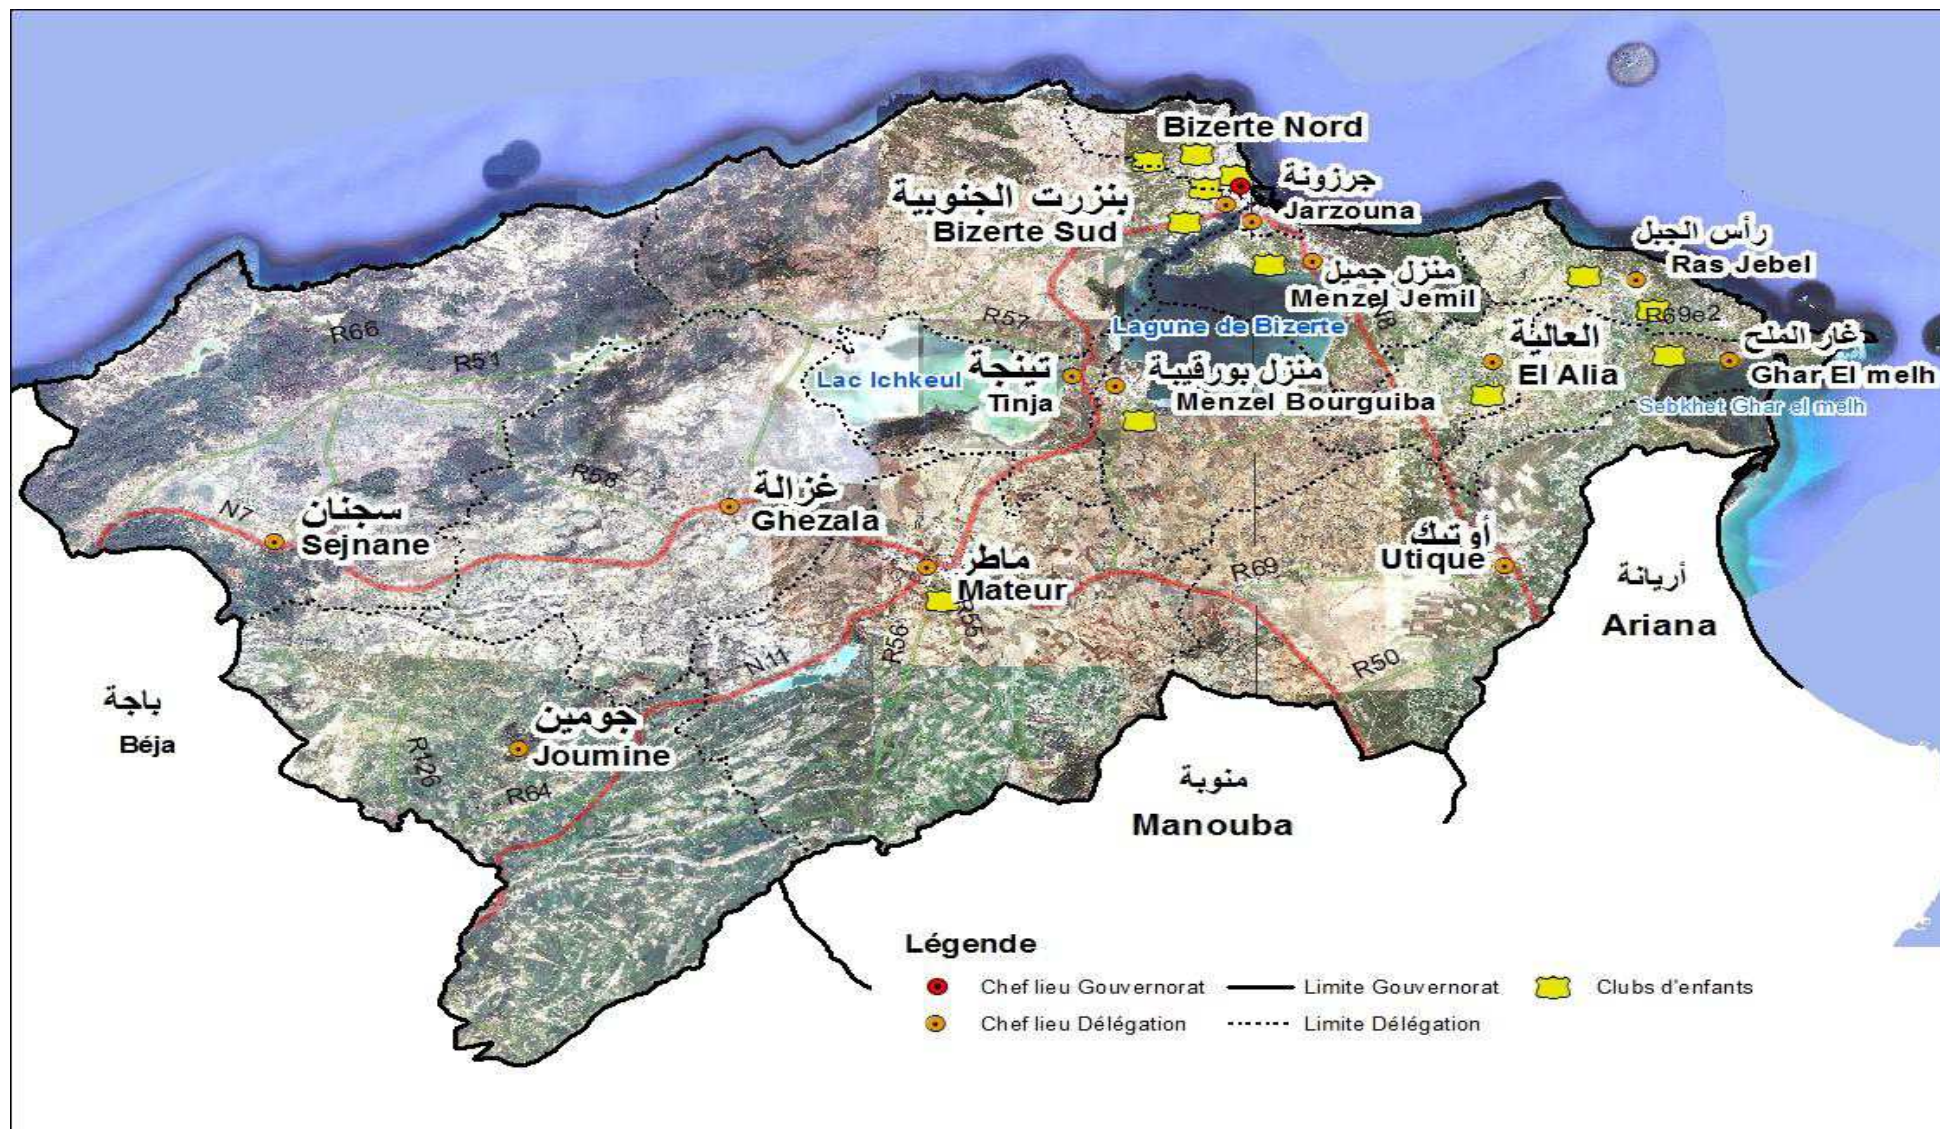 Bizerte Nord
جرزونة
Jarzouna
بنزرت الجنوبية
Bizerte Sud
رأس الجبل
Ras Jebel
منزل جميل
Menzel Jemil
R66
R51
R57
N8
R69e2
Lagune de Bizerte
العالية
El Alia
غار الملح
Ghar El melh
Sebkhet Ghar el melh
Lac Ichkeul
تينجة
Tinja
منزل بورقيبة
Menzel Bourguiba
R58
غزالة
Ghezala
N7
سجنان
Sejnane
ماطر
Mateur
أوتيك
Utique
R69
أريانة
Ariana
R55
R56
N11
R50
باجة
Béja
جومين
Joumine
R126
R64
منوبة
Manouba
Légende
Chef lieu Gouvernorat
Limite Gouvernorat
Clubs d'enfants
Chef lieu Délégation
Limite Délégation